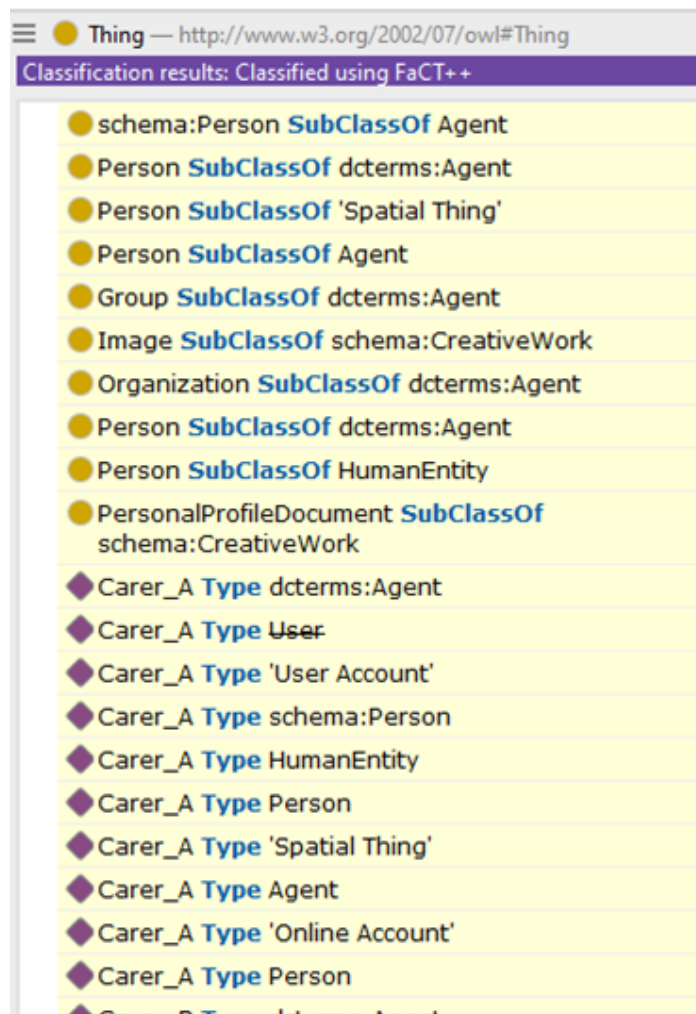 Thing — http://www.w3.org/2002/07/owl#Thing
Classification results: Classified using FaCT++
schema:Person SubClassOf Agent
Person SubClassOf dcterms:Agent
Person SubClassOf 'Spatial Thing'
Person SubClassOf Agent
Group SubClassOf dcterms:Agent
Image SubClassOf schema:CreativeWork
Organization SubClassOf dcterms:Agent
Person SubClassOf dcterms:Agent
Person SubClassOf HumanEntity
PersonalProfileDocument SubClassOf
schema:CreativeWork
Carer_A Type dcterms:Agent
Carer_A Type User
Carer_A Type 'User Account'
Carer_A Type schema:Person
Carer_A Type HumanEntity
Carer_A Type Person
Carer_A Type 'Spatial Thing'
Carer_A Type Agent
Carer_A Type 'Online Account'
Carer_A Type Person